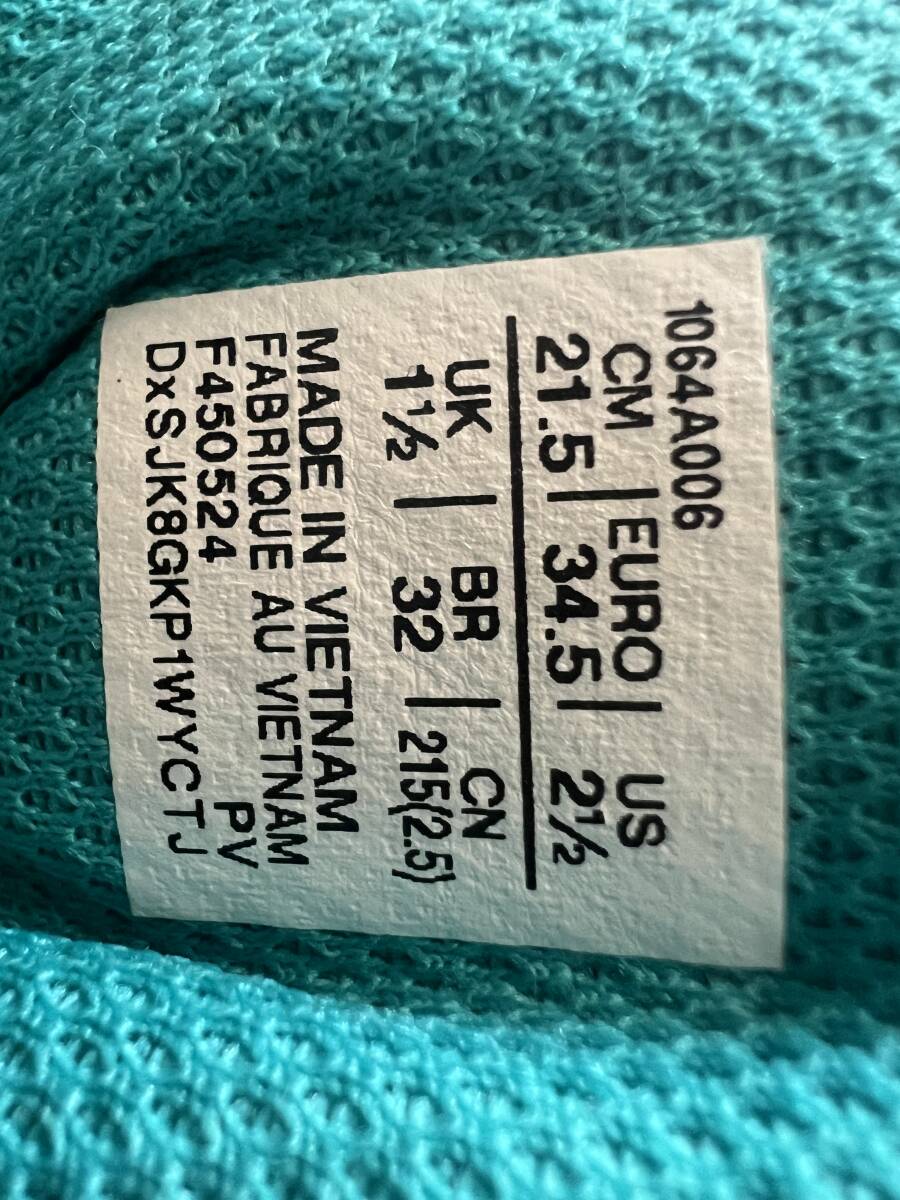 1064A006
CM | EURO | US
21.5 | 34.5 | 2½
UK | BR | CN
1½ | 32 | 215(2.5)
MADE IN VIETNAM
FABRIQUE AU VIETNAM
F450524 PV
DxSJK8GKP1WYCTJ